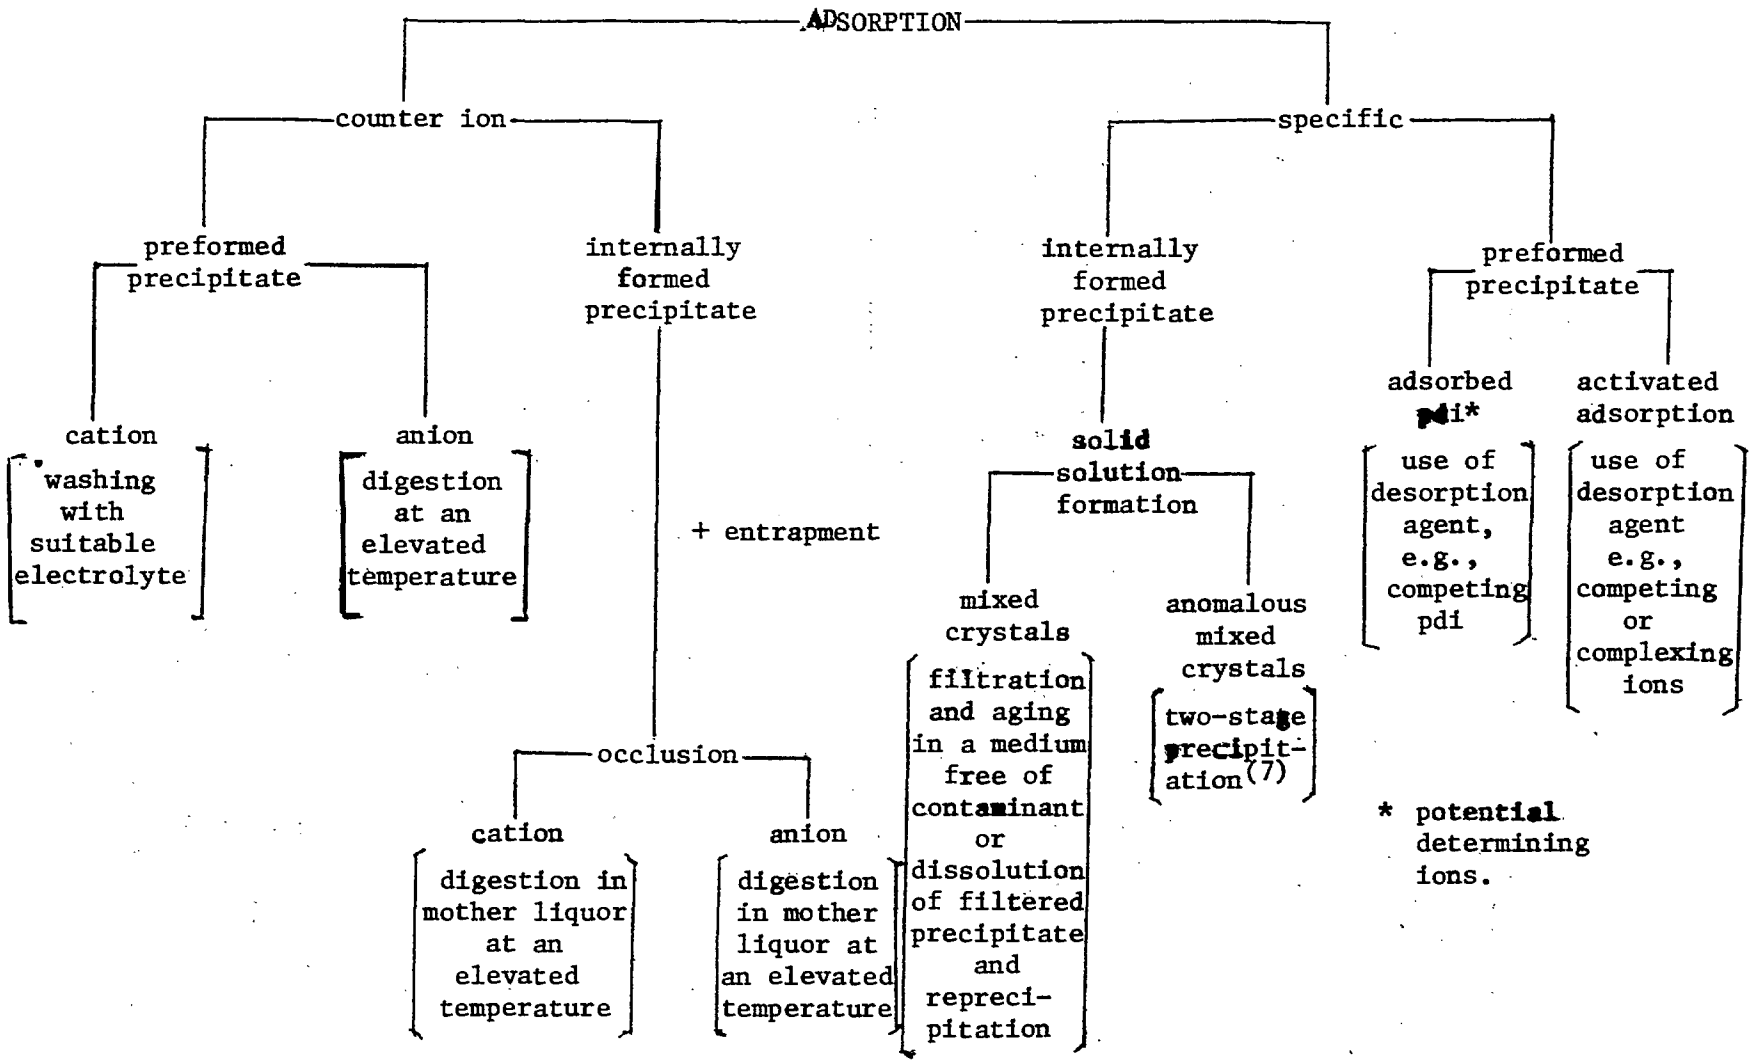 ADSORPTION
counter ion
specific
preformed
precipitate
internally
formed
precipitate
internally
formed
precipitate
preformed
precipitate
cation
washing
with
suitable
electrolyte
anion
digestion
at an
elevated
temperature
+ entrapment
occlusion
cation
digestion in
mother liquor
at an
elevated
temperature
anion
digestion
in mother
liquor at
an elevated
temperature
solid
solution
formation
mixed
crystals
filtration
and aging
in a medium
free of
contaminant
or
dissolution
of filtered
precipitate
and
repreci-
pitation
anomalous
mixed
crystals
two-stage
precipit-
ation(7)
adsorbed
pdi*
use of
desorption
agent,
e.g.,
competing
pdi
activated
adsorption
use of
desorption
agent
e.g.,
competing
or
complexing
ions
* potential
determining
ions.